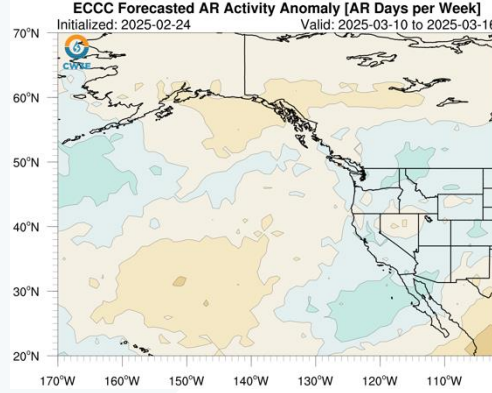 ECCC Forecasted AR Activity Anomaly [AR Days per Week]
Initialized: 2025-02-24 Valid: 2025-03-10 to 2025-03-16
70°N
CW3E
60°N
50°N
40°N
30°N
20°N
170°W 160°W 150°W 140°W 130°W 120°W 110°W